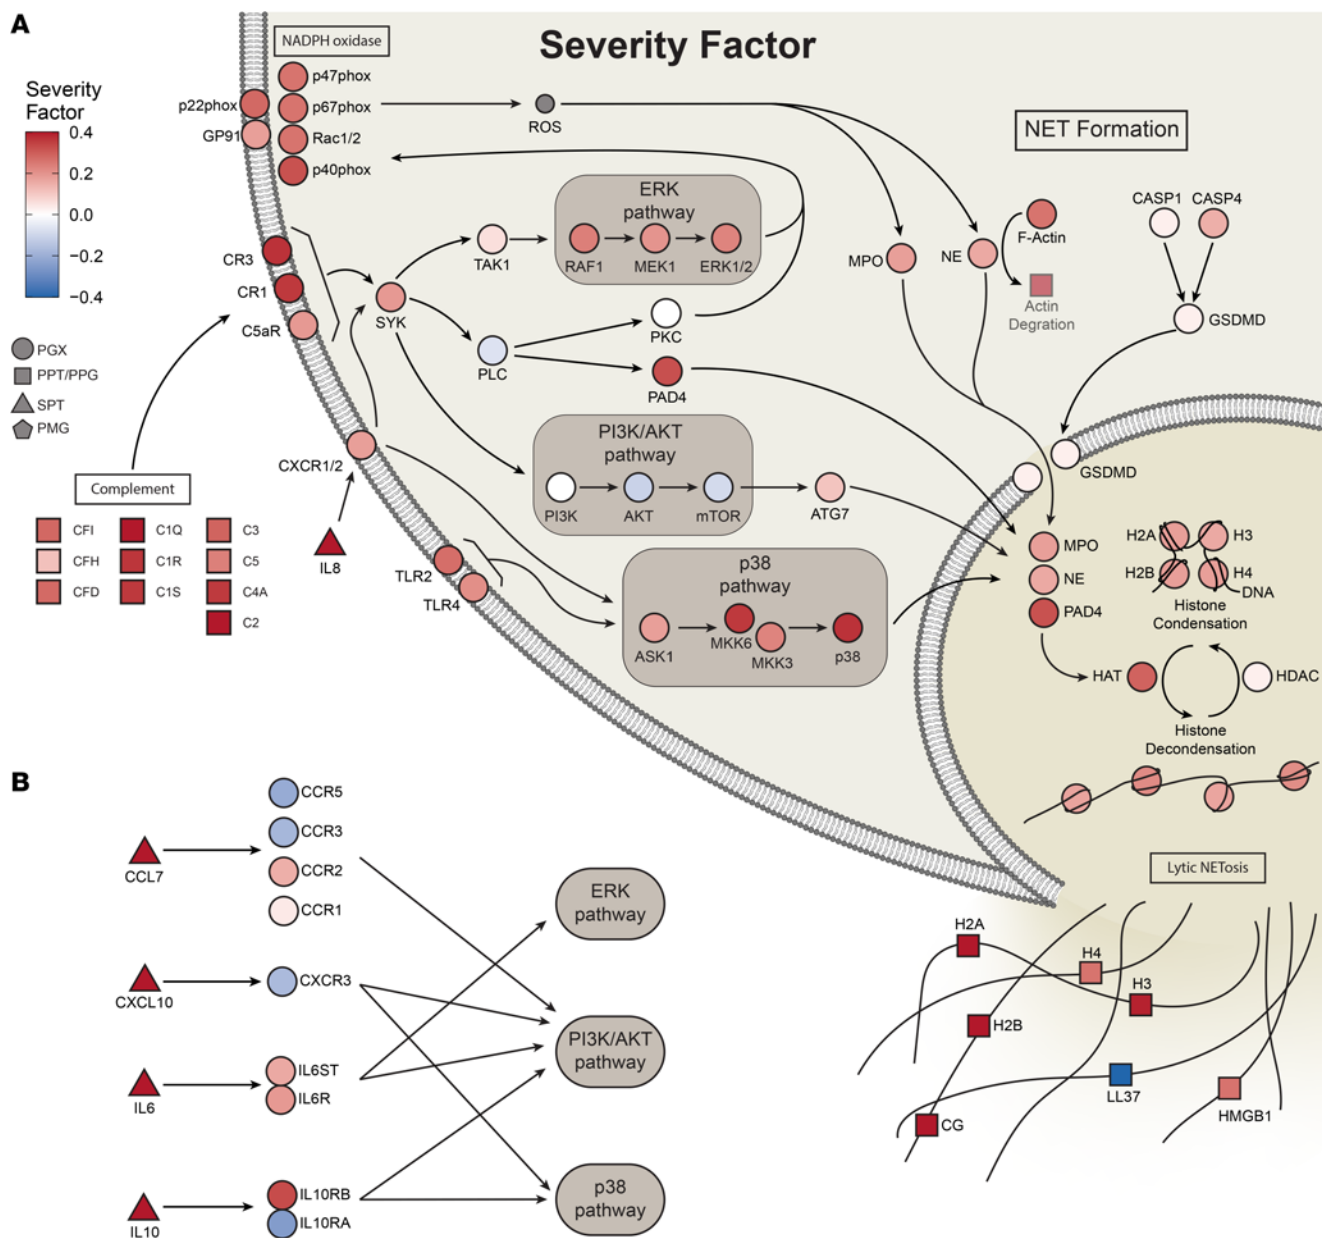 A
Severity Factor
NADPH oxidase
p47phox
p67phox
Rac1/2
p40phox
p22phox
GP91
Severity
Factor
0.4
0.2
0.0
−0.2
−0.4
PGX
PPT/PPG
SPT
PMG
ROS
NET Formation
ERK
pathway
RAF1
MEK1
ERK1/2
TAK1
CR3
CR1
C5aR
SYK
PLC
PKC
PAD4
MPO
NE
F-Actin
Actin
Degration
CASP1
CASP4
GSDMD
GSDMD
CXCR1/2
IL8
Complement
CFI
CFH
CFD
C1Q
C1R
C1S
C3
C5
C4A
C2
PI3K/AKT
pathway
PI3K
AKT
mTOR
ATG7
TLR2
TLR4
p38
pathway
ASK1
MKK6
MKK3
p38
MPO
NE
PAD4
H2A
H3
H2B
H4
DNA
Histone
Condensation
HAT
HDAC
Histone
Decondensation
Lytic NETosis
H2A
H4
H3
H2B
LL37
HMGB1
CG
B
CCL7
CCR5
CCR3
CCR2
CCR1
CXCL10
CXCR3
IL6
IL6ST
IL6R
IL10
IL10RB
IL10RA
ERK
pathway
PI3K/AKT
pathway
p38
pathway